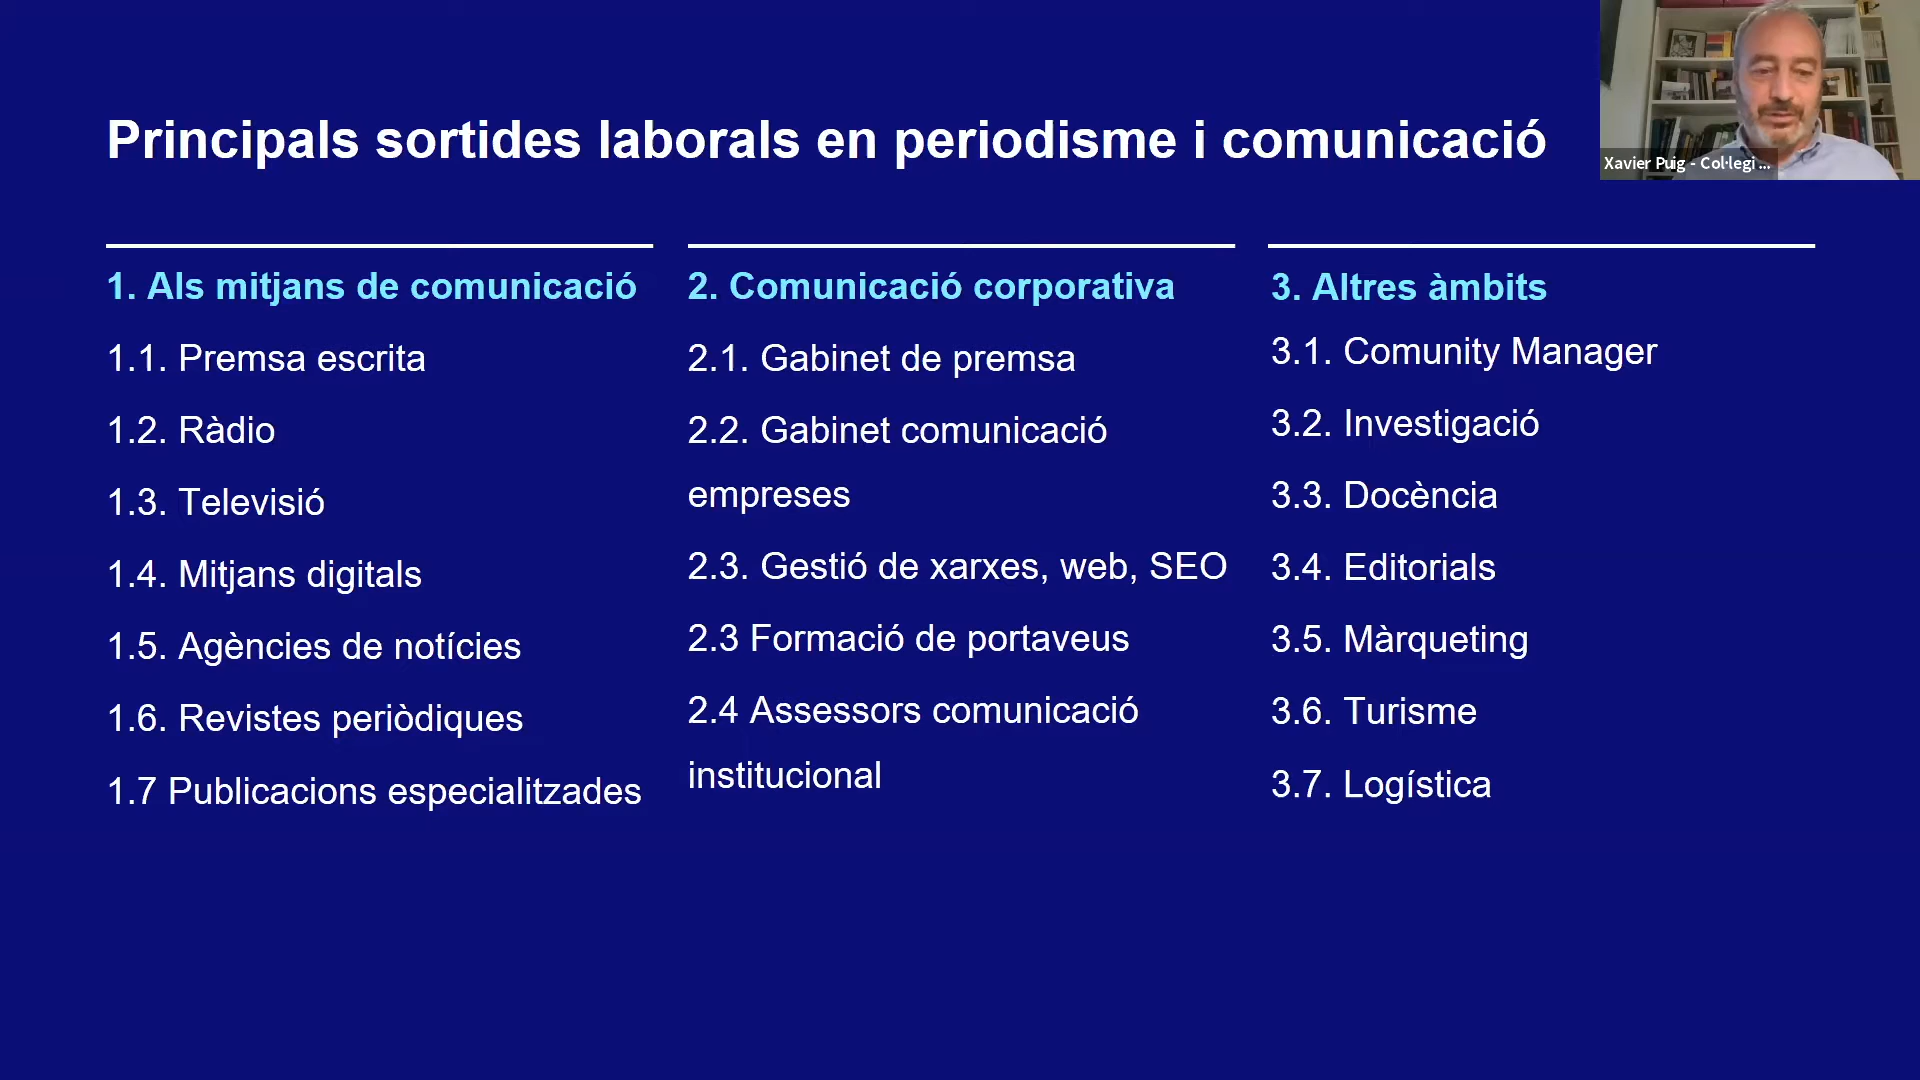 Principals sortides laborals en periodisme i comunicació
Xavier Puig - Col·legi ...
1. Als mitjans de comunicació
1.1. Premsa escrita
1.2. Ràdio
1.3. Televisió
1.4. Mitjans digitals
1.5. Agències de notícies
1.6. Revistes periòdiques
1.7 Publicacions especialitzades
2. Comunicació corporativa
2.1. Gabinet de premsa
2.2. Gabinet comunicació
empreses
2.3. Gestió de xarxes, web, SEO
2.3 Formació de portaveus
2.4 Assessors comunicació
institucional
3. Altres àmbits
3.1. Comunity Manager
3.2. Investigació
3.3. Docència
3.4. Editorials
3.5. Màrqueting
3.6. Turisme
3.7. Logística